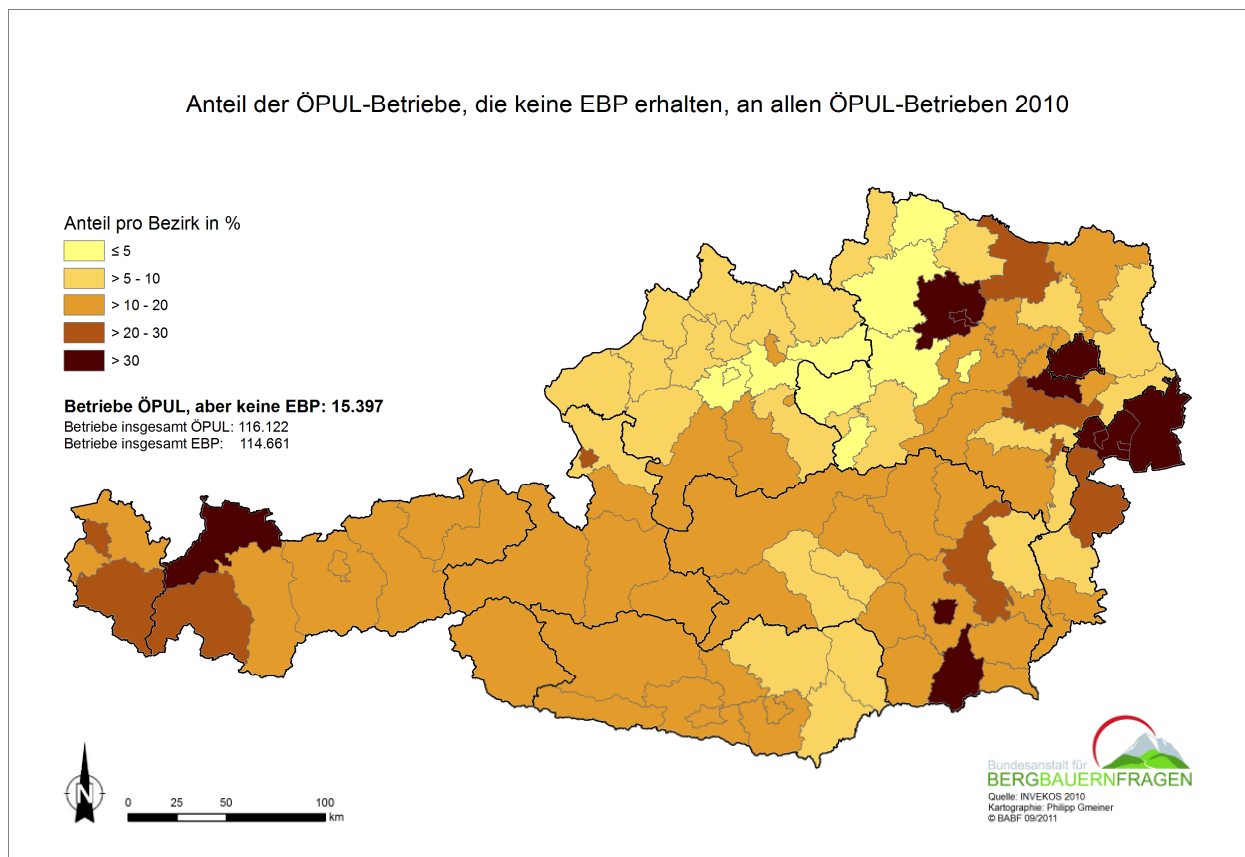 Anteil der ÖPUL-Betriebe, die keine EBP erhalten, an allen ÖPUL-Betrieben 2010
Anteil pro Bezirk in %
≤ 5
> 5 - 10
> 10 - 20
> 20 - 30
> 30
Betriebe ÖPUL, aber keine EBP: 15.397
Betriebe insgesamt ÖPUL: 116.122
Betriebe insgesamt EBP: 114.661
N
0 25 50 100
km
Bundesanstalt für
BERGBAUERNFRAGEN
Quelle: INVEKOS 2010
Kartographie: Philipp Gmeiner
© BABF 09/2011